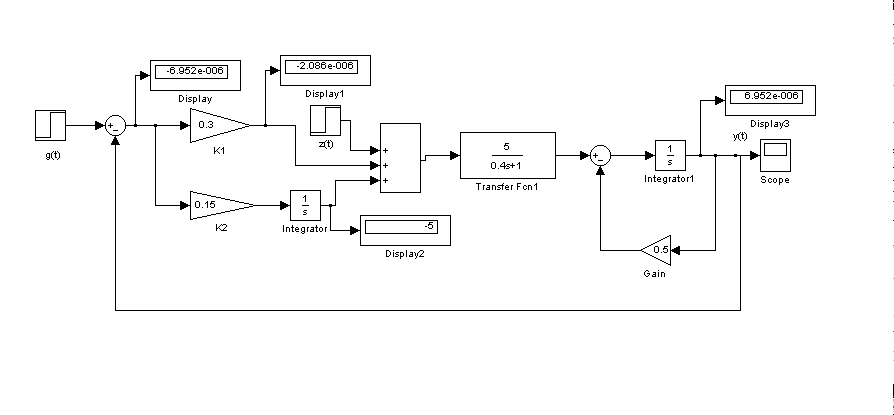 -6.952e-006
Display
-2.086e-006
Display1
6.952e-006
Display3
g(t)
+
-
0.3
K1
z(t)
+
+
+
5
0.4s+1
Transfer Fcn1
+
-
1
s
Integrator1
y(t)
Scope
0.15
K2
1
s
Integrator
-5
Display2
0.5
Gain